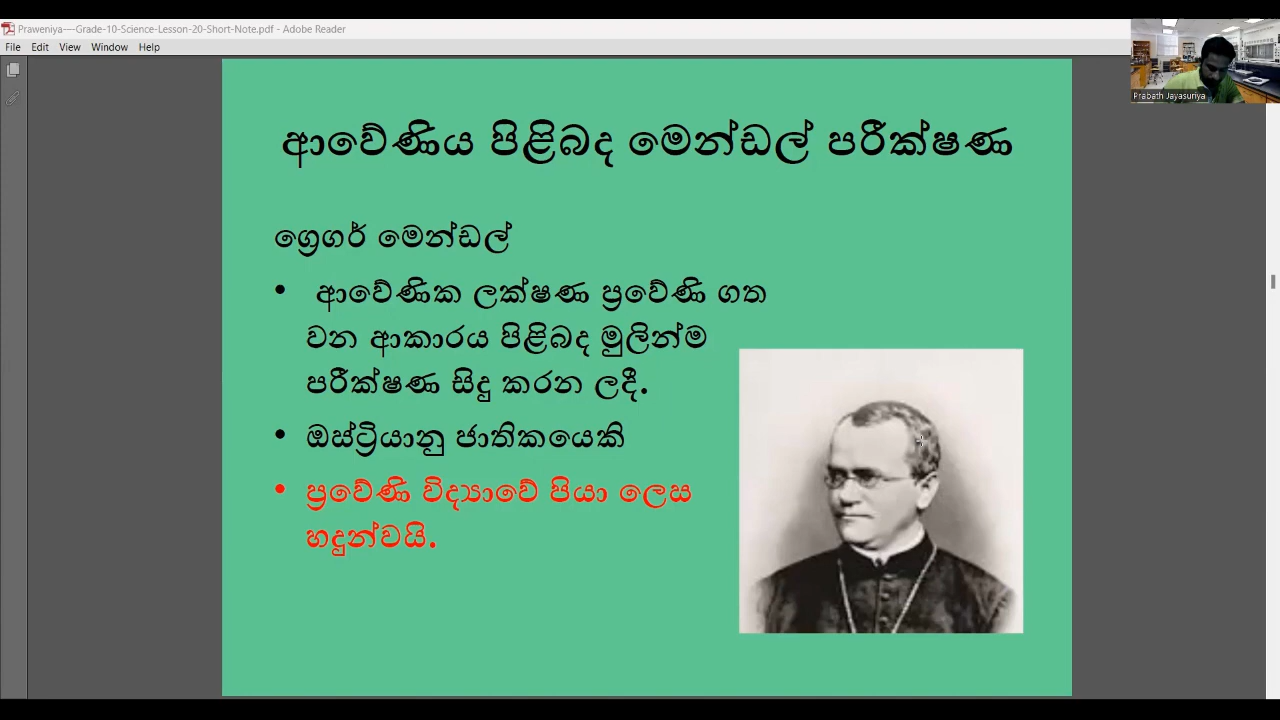 Praweniya----Grade-10-Science-Lesson-20-Short-Note.pdf - Adobe Reader
File Edit View Window Help
Prabath Jayasuriya
ආවේණිය පිළිබද මෙන්ඩල් පරීක්ෂණ
ග්‍රෙගර් මෙන්ඩල්
• ආවේණික ලක්ෂණ ප්‍රවේණි ගත
වන ආකාරය පිළිබද මුලින්ම
පරීක්ෂණ සිදු කරන ලදී.
• ඔස්ට්‍රියානු ජාතිකයෙකි
• ප්‍රවේණි විද්‍යාවේ පියා ලෙස
හදුන්වයි.